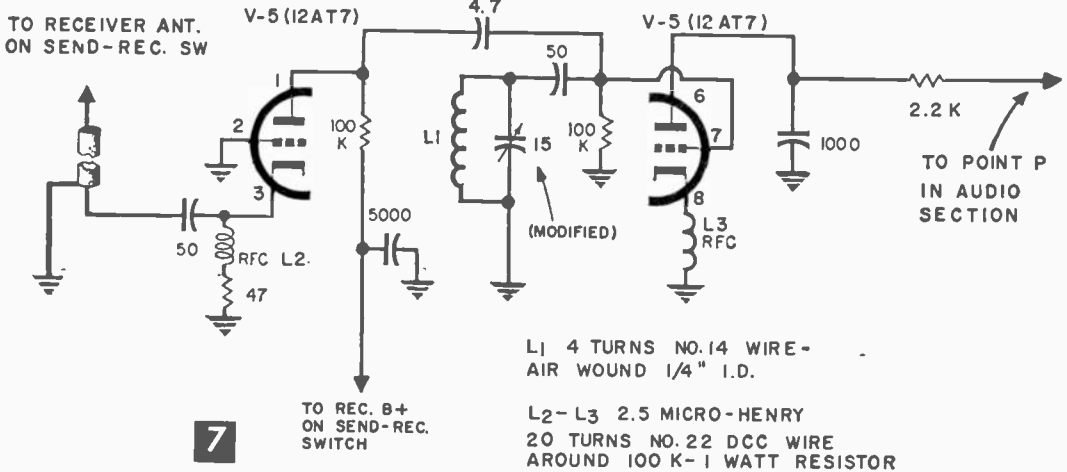 TO RECEIVER ANT.
ON SEND-REC. SW
V-5 (12AT7)
4.7
V-5 (12AT7)
1
2
3
100
K
50
RFC L2
47
5000
L1
15
(MODIFIED)
50
100
K
6
7
8
L3
RFC
1000
2.2 K
TO POINT P
IN AUDIO
SECTION
TO REC. B+
ON SEND-REC.
SWITCH
7
L1 4 TURNS NO. 14 WIRE-
AIR WOUND 1/4" I.D.
L2-L3 2.5 MICRO-HENRY
20 TURNS NO. 22 DCC WIRE
AROUND 100 K-1 WATT RESISTOR